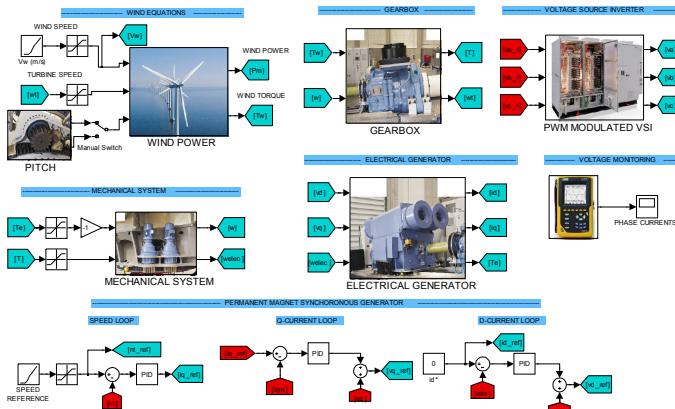 WIND EQUATIONS
GEARBOX
VOLTAGE SOURCE INVERTER
WIND SPEED
Vw (m/s)
[Vw]
TURBINE SPEED
[wt]
WIND POWER
[Pm]
WIND TORQUE
[Tw]
Manual Switch
PITCH
WIND POWER
[Tw]
[w]
[T]
[wt]
GEARBOX
PWM MODULATED VSI
MECHANICAL SYSTEM
[Te]
-1
[T]
[w]
[welec]
MECHANICAL SYSTEM
ELECTRICAL GENERATOR
[vd]
[vq]
[welec]
[id]
[iq]
[Te]
ELECTRICAL GENERATOR
VOLTAGE MONITORING
PHASE CURRENTS
PERMANENT MAGNET SYNCHORONOUS GENERATOR
SPEED LOOP
Q-CURRENT LOOP
D-CURRENT LOOP
SPEED
REFERENCE
PID
[iq_ref]
[iq_ref]
PID
[vq_ref]
0
id*
[id_ref]
PID
[vd_ref]